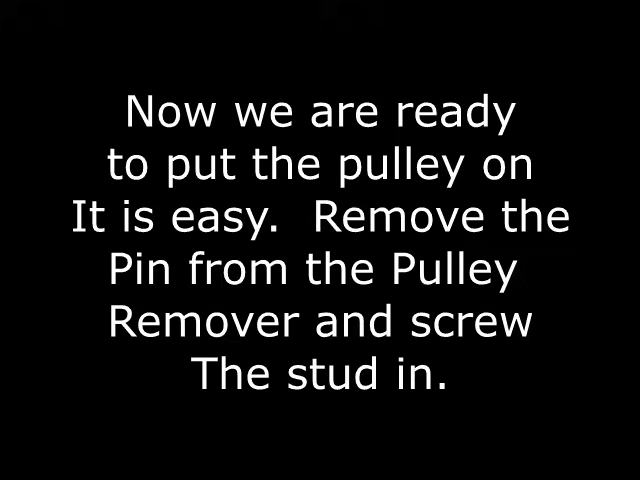 Now we are ready
to put the pulley on
It is easy.  Remove the
Pin from the Pulley
Remover and screw
The stud in.